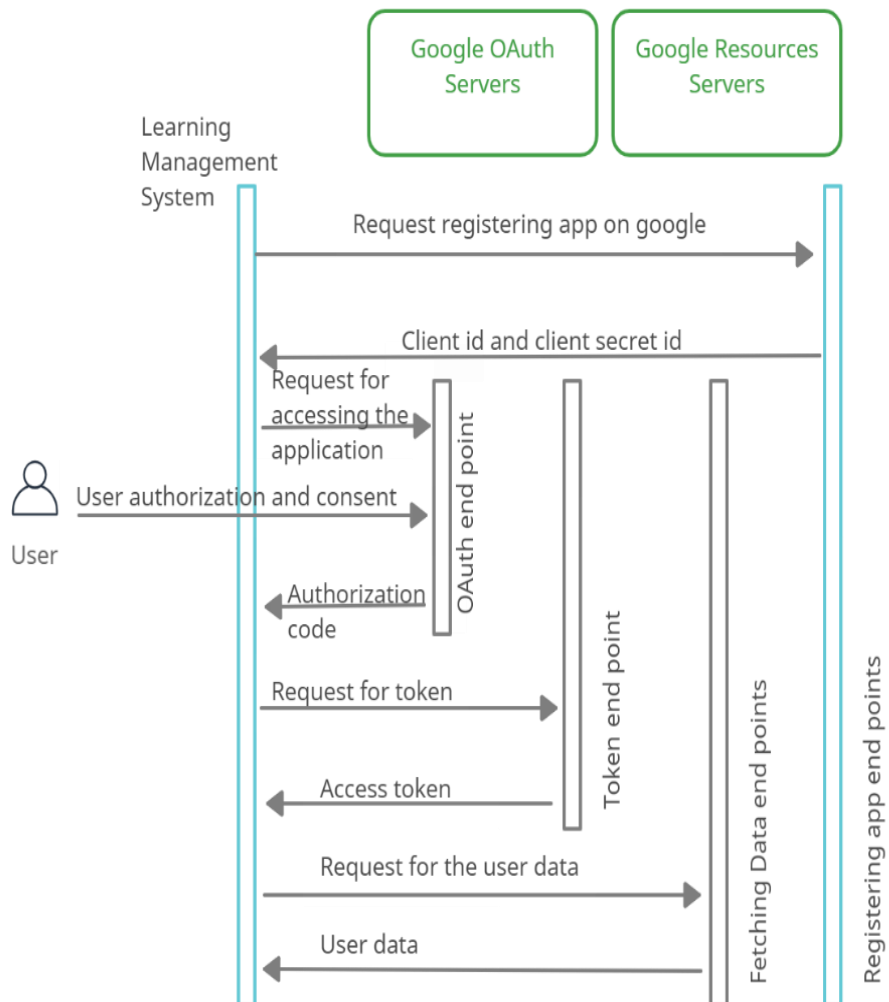 Google OAuth
Servers
Google Resources
Servers
Learning
Management
System
Request registering app on google
Client id and client secret id
Request for
accessing the
application
User authorization and consent
User
OAuth end point
Authorization
code
Request for token
Token end point
Access token
Request for the user data
User data
Fetching Data end points
Registering app end points